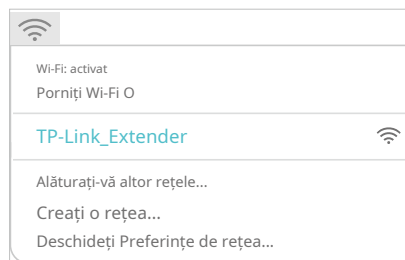 Wi-Fi: activat
Porniți Wi-Fi O
TP-Link_Extender
Alăturați-vă altor rețele...
Creați o rețea...
Deschideți Preferințe de rețea...